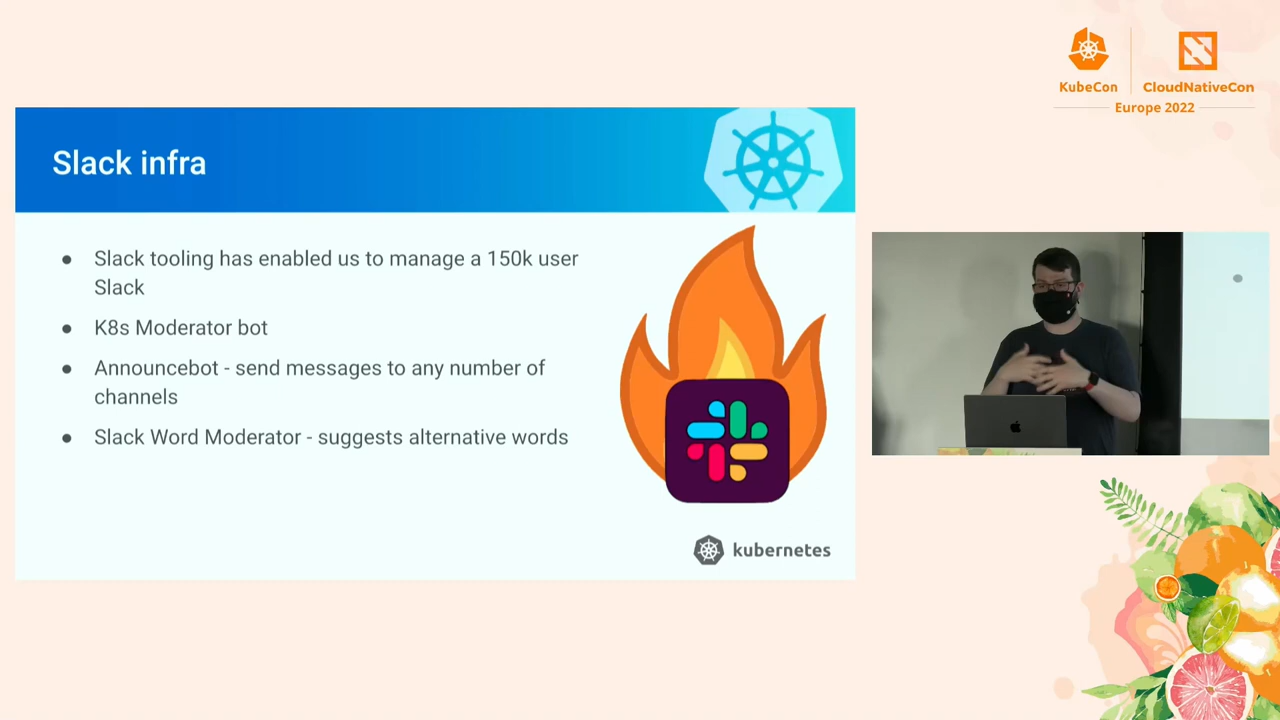 KubeCon
CloudNativeCon
Europe 2022
Slack infra
● Slack tooling has enabled us to manage a 150k user
Slack
● K8s Moderator bot
● Announcebot - send messages to any number of
channels
● Slack Word Moderator - suggests alternative words
kubernetes